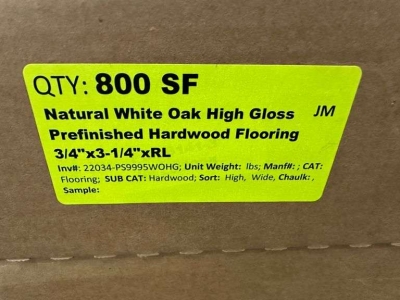 QTY: 800 SF
Natural White Oak High Gloss JM
Prefinished Hardwood Flooring
3/4"x3-1/4"xRL
Inv#: 22034-PS9995WOHG; Unit Weight: lbs; Manf#: ; CAT:
Flooring; SUB CAT: Hardwood; Sort: High, Wide, Chaulk: ,
Sample: